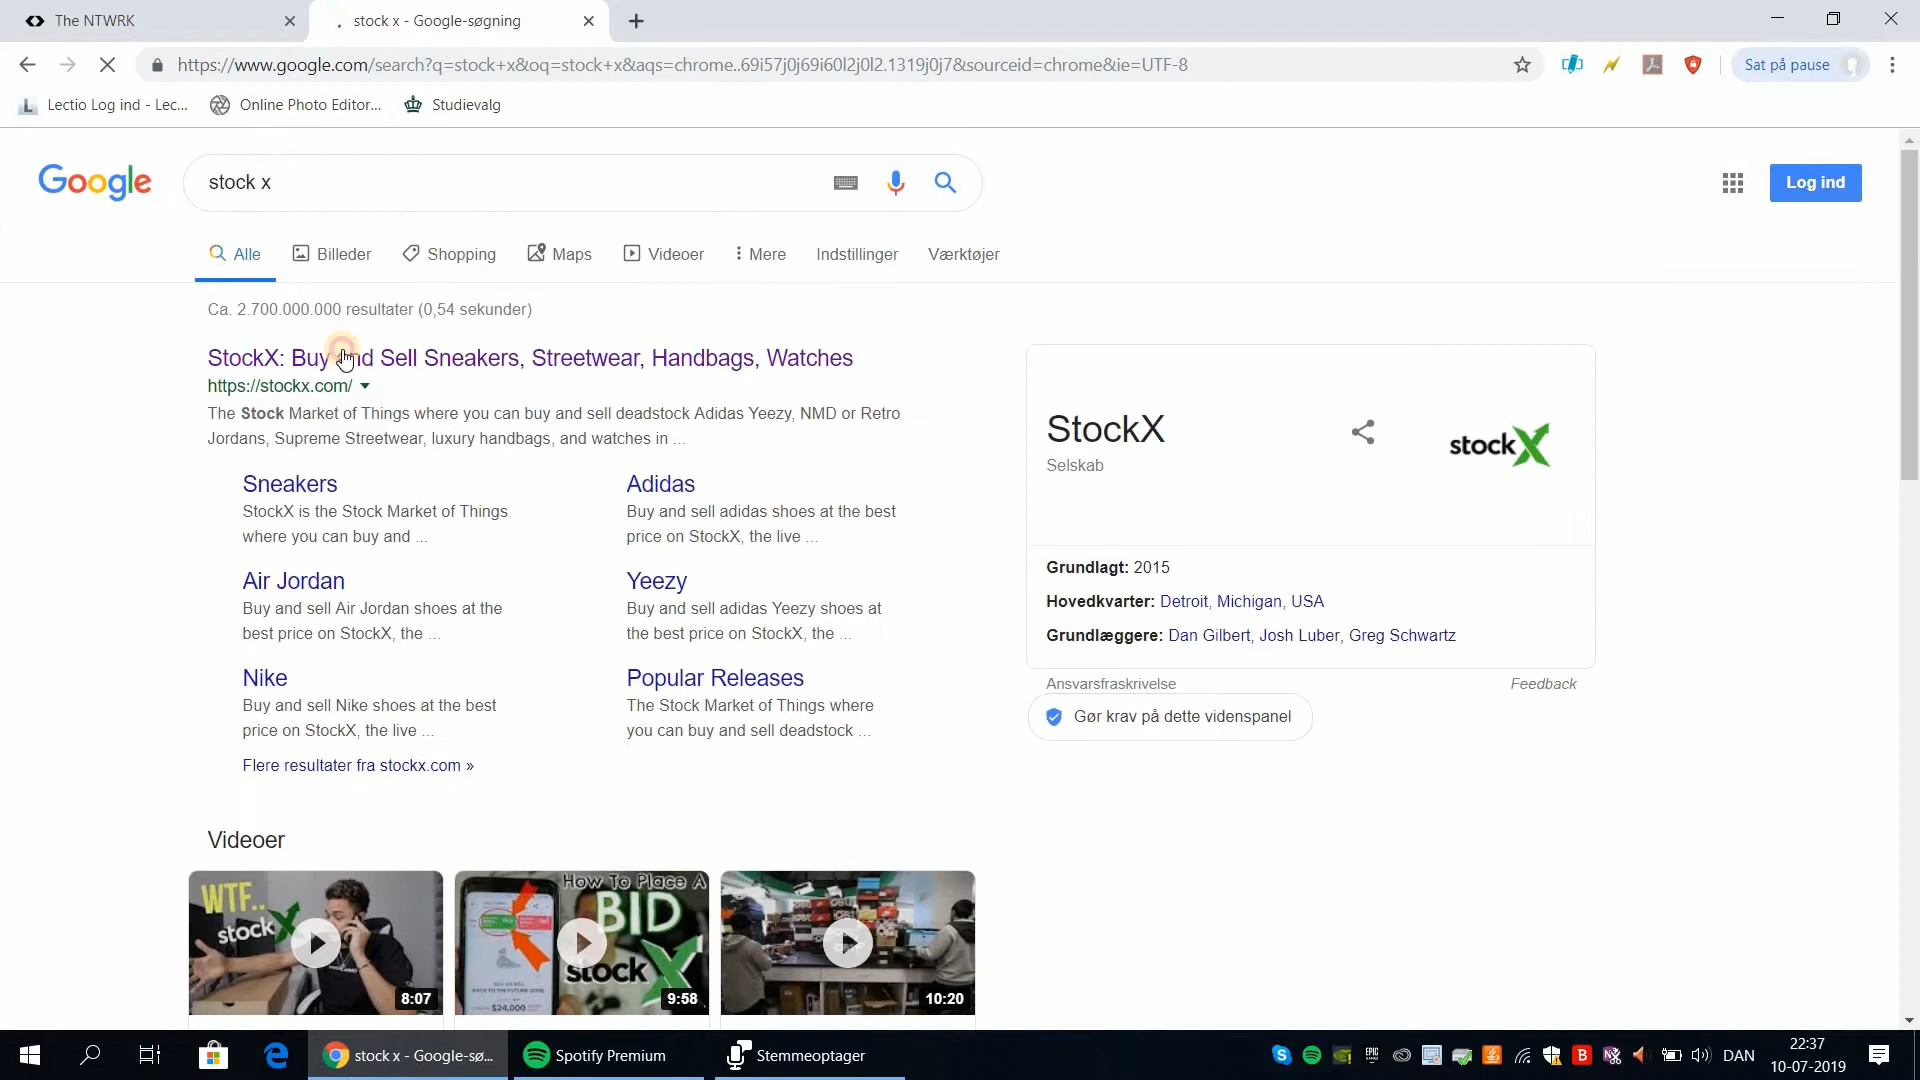 The NTWRK
stock x - Google-søgning
https://www.google.com/search?q=stock+x&oq=stock+x&aqs=chrome..69i57j0j69i60l2j0l2.1319j0j7&sourceid=chrome&ie=UTF-8
Sat på pause
Lectio Log ind - Lec...
Online Photo Editor...
Studievalg
Google
stock x
Log ind
Alle
Billeder
Shopping
Maps
Videoer
Mere
Indstillinger
Værktøjer
Ca. 2.700.000.000 resultater (0,54 sekunder)
StockX: Buy and Sell Sneakers, Streetwear, Handbags, Watches
https://stockx.com/
The Stock Market of Things where you can buy and sell deadstock Adidas Yeezy, NMD or Retro
Jordans, Supreme Streetwear, luxury handbags, and watches in ...
Sneakers
StockX is the Stock Market of Things
where you can buy and ...
Adidas
Buy and sell adidas shoes at the best
price on StockX, the live ...
Air Jordan
Buy and sell Air Jordan shoes at the
best price on StockX, the ...
Yeezy
Buy and sell adidas Yeezy shoes at
the best price on StockX, the ...
Nike
Buy and sell Nike shoes at the best
price on StockX, the live ...
Popular Releases
The Stock Market of Things where
you can buy and sell deadstock ...
Flere resultater fra stockx.com »
StockX
Selskab
stockX
Grundlagt: 2015
Hovedkvarter: Detroit, Michigan, USA
Grundlæggere: Dan Gilbert, Josh Luber, Greg Schwartz
Ansvarsfraskrivelse
Feedback
Gør krav på dette videnspanel
Videoer
WTF..
stockX
8:07
How To Place A
BID
stockX
$24,000
9:58
10:20
stock x - Google-sø...
Spotify Premium
Stemmeoptager
DAN
22:37
10-07-2019